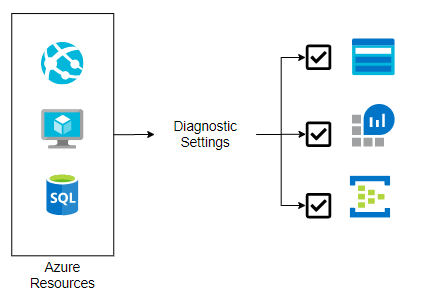 SQL
Diagnostic
Settings
Azure
Resources